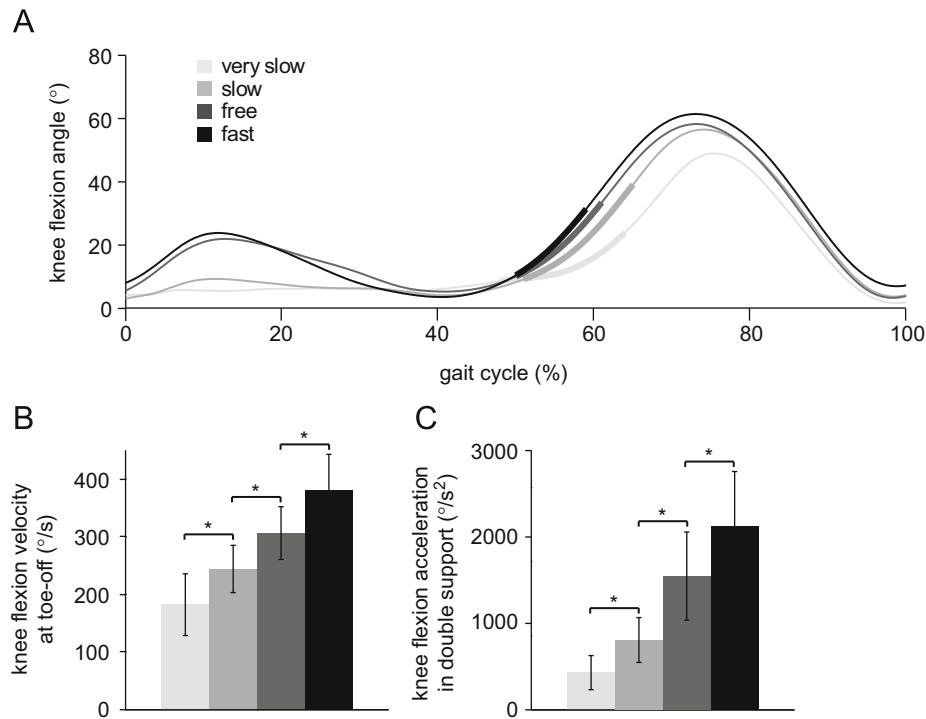 A
knee flexion angle (°)
80
60
40
20
0
very slow
slow
free
fast
0 20 40 60 80 100
gait cycle (%)
B
knee flexion velocity
at toe-off (°/s)
400
300
200
100
0
*
*
*
C
knee flexion acceleration
in double support (°/s²)
3000
2000
1000
0
*
*
*